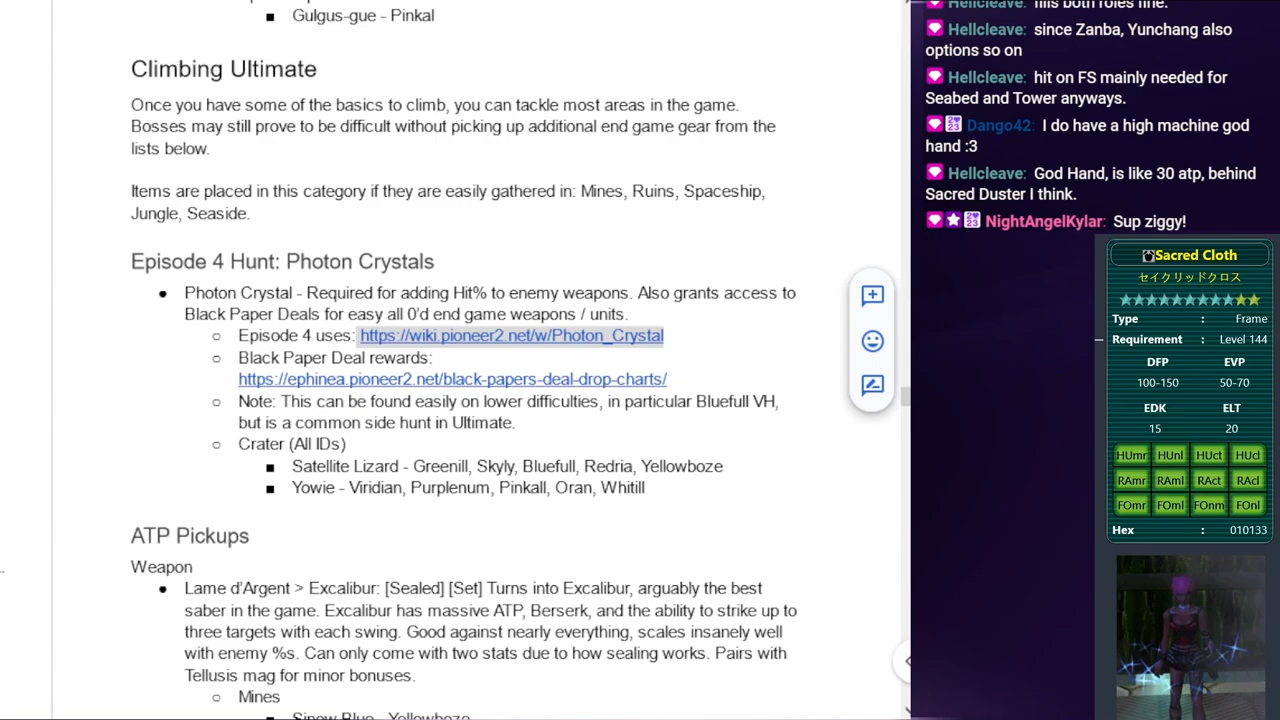 Gulgus-gue - Pinkal
Climbing Ultimate
Once you have some of the basics to climb, you can tackle most areas in the game.
Bosses may still prove to be difficult without picking up additional end game gear from the
lists below.
Items are placed in this category if they are easily gathered in: Mines, Ruins, Spaceship,
Jungle, Seaside.
Episode 4 Hunt: Photon Crystals
Photon Crystal - Required for adding Hit% to enemy weapons. Also grants access to
Black Paper Deals for easy all 0'd end game weapons / units.
Episode 4 uses: https://wiki.pioneer2.net/w/Photon_Crystal
Black Paper Deal rewards:
https://ephinea.pioneer2.net/black-papers-deal-drop-charts/
Note: This can be found easily on lower difficulties, in particular Bluefull VH,
but is a common side hunt in Ultimate.
Crater (All IDs)
Satellite Lizard - Greenill, Skyly, Bluefull, Redria, Yellowboze
Yowie - Viridian, Purplenum, Pinkall, Oran, Whitill
ATP Pickups
Weapon
Lame d'Argent > Excalibur: [Sealed] [Set] Turns into Excalibur, arguably the best
saber in the game. Excalibur has massive ATP, Berserk, and the ability to strike up to
three targets with each swing. Good against nearly everything, scales insanely well
with enemy %s. Can only come with two stats due to how sealing works. Pairs with
Tellusis mag for minor bonuses.
Mines
Sinow Blue - Yellowboze
fills both roles fine.
Hellcleave: since Zanba, Yunchang also
options so on
Hellcleave: hit on FS mainly needed for
Seabed and Tower anyways.
Dango42: I do have a high machine god
hand :3
Hellcleave: God Hand, is like 30 atp, behind
Sacred Duster I think.
NightAngelKylar: Sup ziggy!
Sacred Cloth
セイクリッドクロス
Type : Frame
Requirement : Level 144
DFP EVP
100-150 50-70
EDK ELT
15 20
HUmr HUnl HUct HUcl
RAmr RAml RAct RAcl
FOmr FOml FOnm FOnl
Hex : 010133